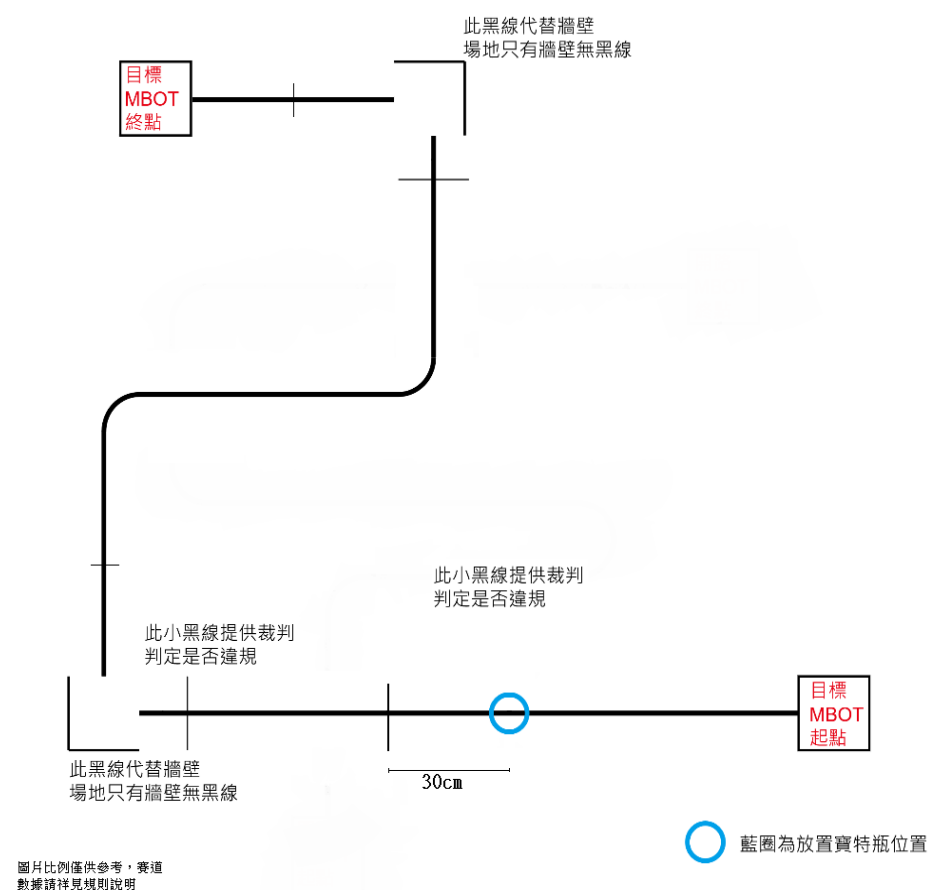 此黑線代替牆壁
場地只有牆壁無黑線
目標
MBOT
終點
此小黑線提供裁判
判定是否違規
此小黑線提供裁判
判定是否違規
目標
MBOT
起點
30cm
此黑線代替牆壁
場地只有牆壁無黑線
藍圈為放置寶特瓶位置
圖片比例僅供參考，賽道
數據請祥見規則說明